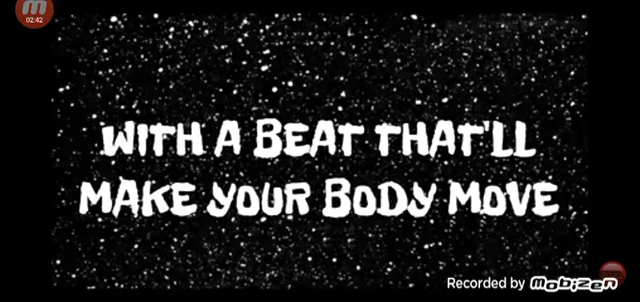 02:42
WITH A BEAT THAT'LL
MAKE YOUR BODY MOVE
Recorded by Mobizen